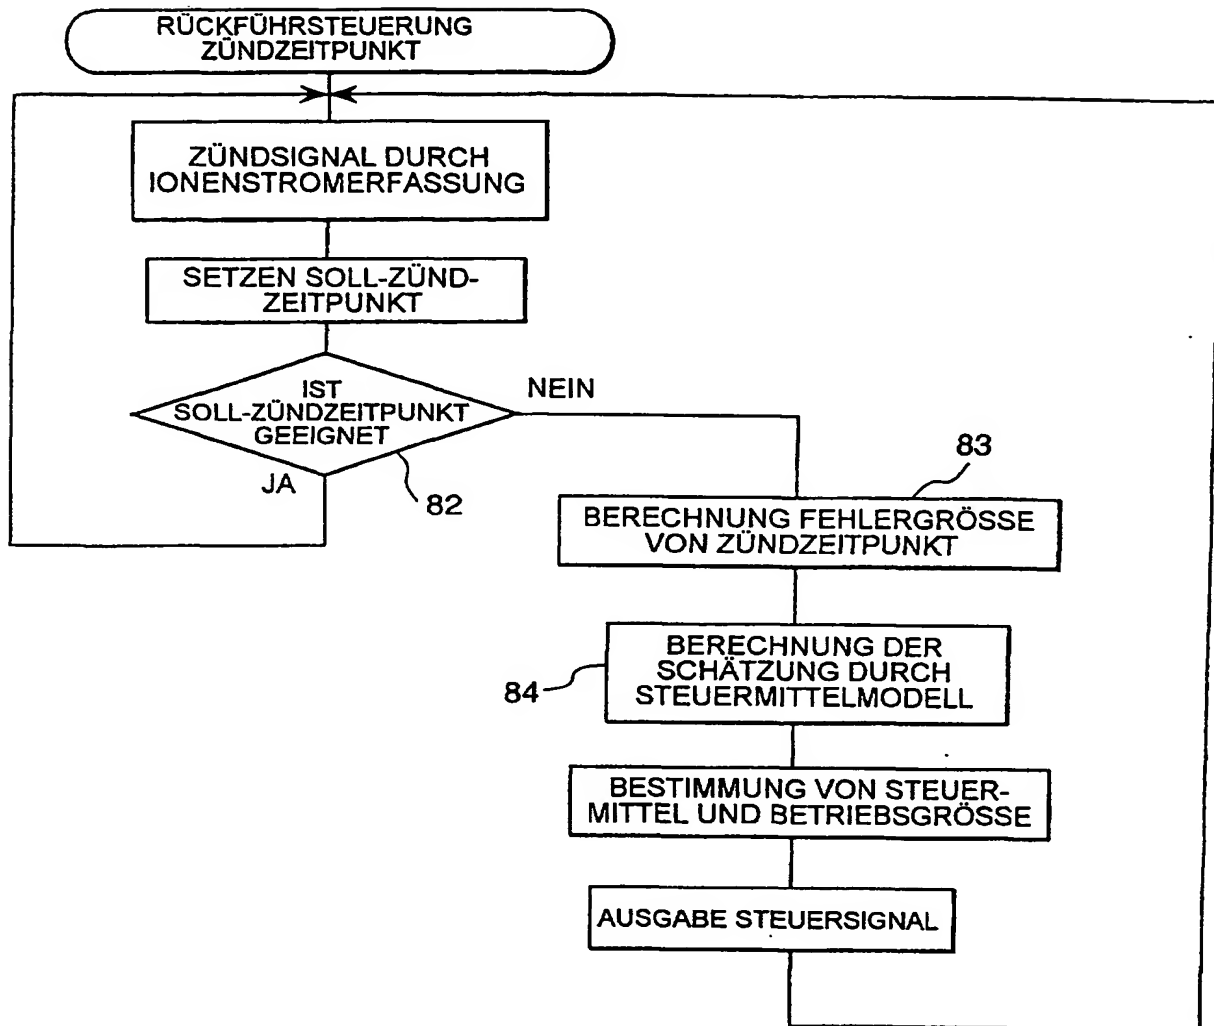 RÜCKFÜHRSTEUERUNG
ZÜNDZEITPUNKT
ZÜNDSIGNAL DURCH
IONENSTROMERFASSUNG
SETZEN SOLL-ZÜND-
ZEITPUNKT
IST
SOLL-ZÜNDZEITPUNKT
GEEIGNET
NEIN
JA
82
83
BERECHNUNG FEHLERGRÖSSE
VON ZÜNDZEITPUNKT
84
BERECHNUNG DER
SCHÄTZUNG DURCH
STEUERMITTELMODELL
BESTIMMUNG VON STEUER-
MITTEL UND BETRIEBSGRÖSSE
AUSGABE STEUERSIGNAL